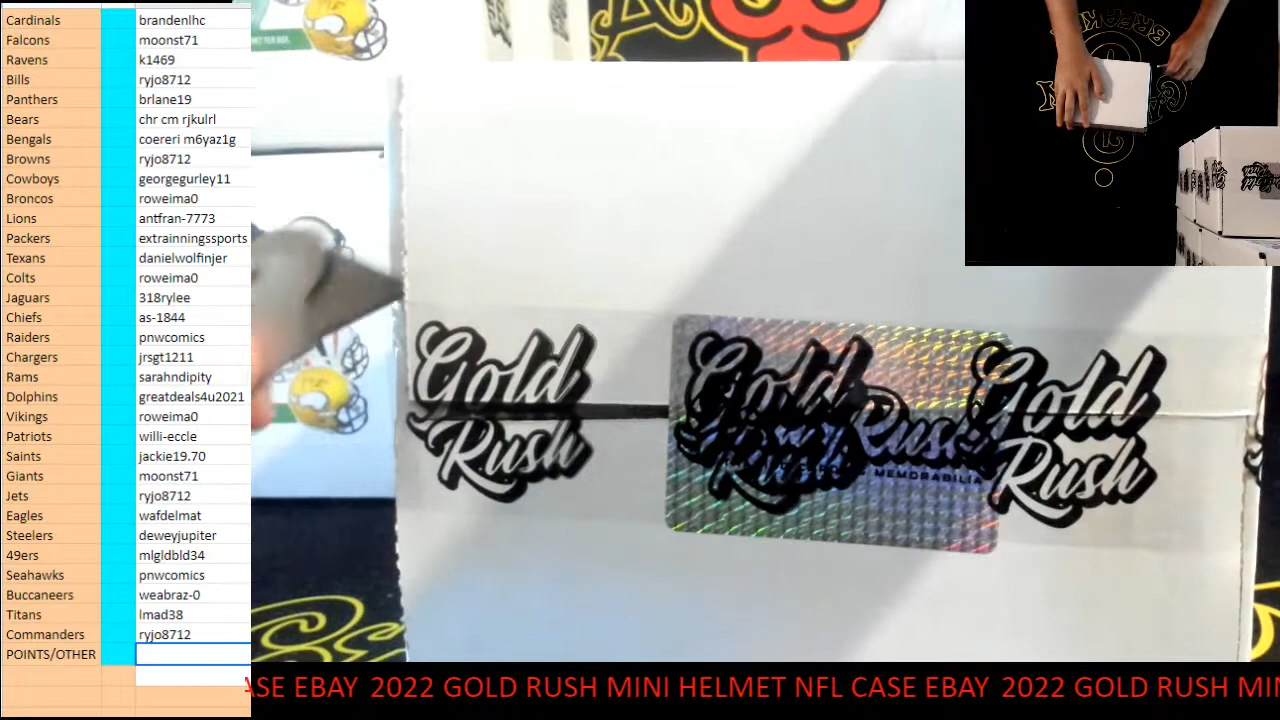 Cardinals brandenlhc
Falcons moonst71
Ravens k1469
Bills ryjo8712
Panthers brlane19
Bears chr cm rjkulrl
Bengals coereri m6yaz1g
Browns ryjo8712
Cowboys georgegurley11
Broncos roweima0
Lions antfran-7773
Packers extrainningssports
Texans danielwolfinjer
Colts roweima0
Jaguars 318rylee
Chiefs as-1844
Raiders pnwcomics
Chargers jrsgt1211
Rams sarahndipity
Dolphins greatdeals4u2021
Vikings roweima0
Patriots willi-eccle
Saints jackie19.70
Giants moonst71
Jets ryjo8712
Eagles wafdelmat
Steelers deweyjupiter
49ers mlgldbld34
Seahawks pnwcomics
Buccaneers weabraz-0
Titans lmad38
Commanders ryjo8712
POINTS/OTHER
Gold
Rush
Gold
Rush
MEMORABILIA
Gold
Rush
ASE EBAY 2022 GOLD RUSH MINI HELMET NFL CASE EBAY 2022 GOLD RUSH MIN